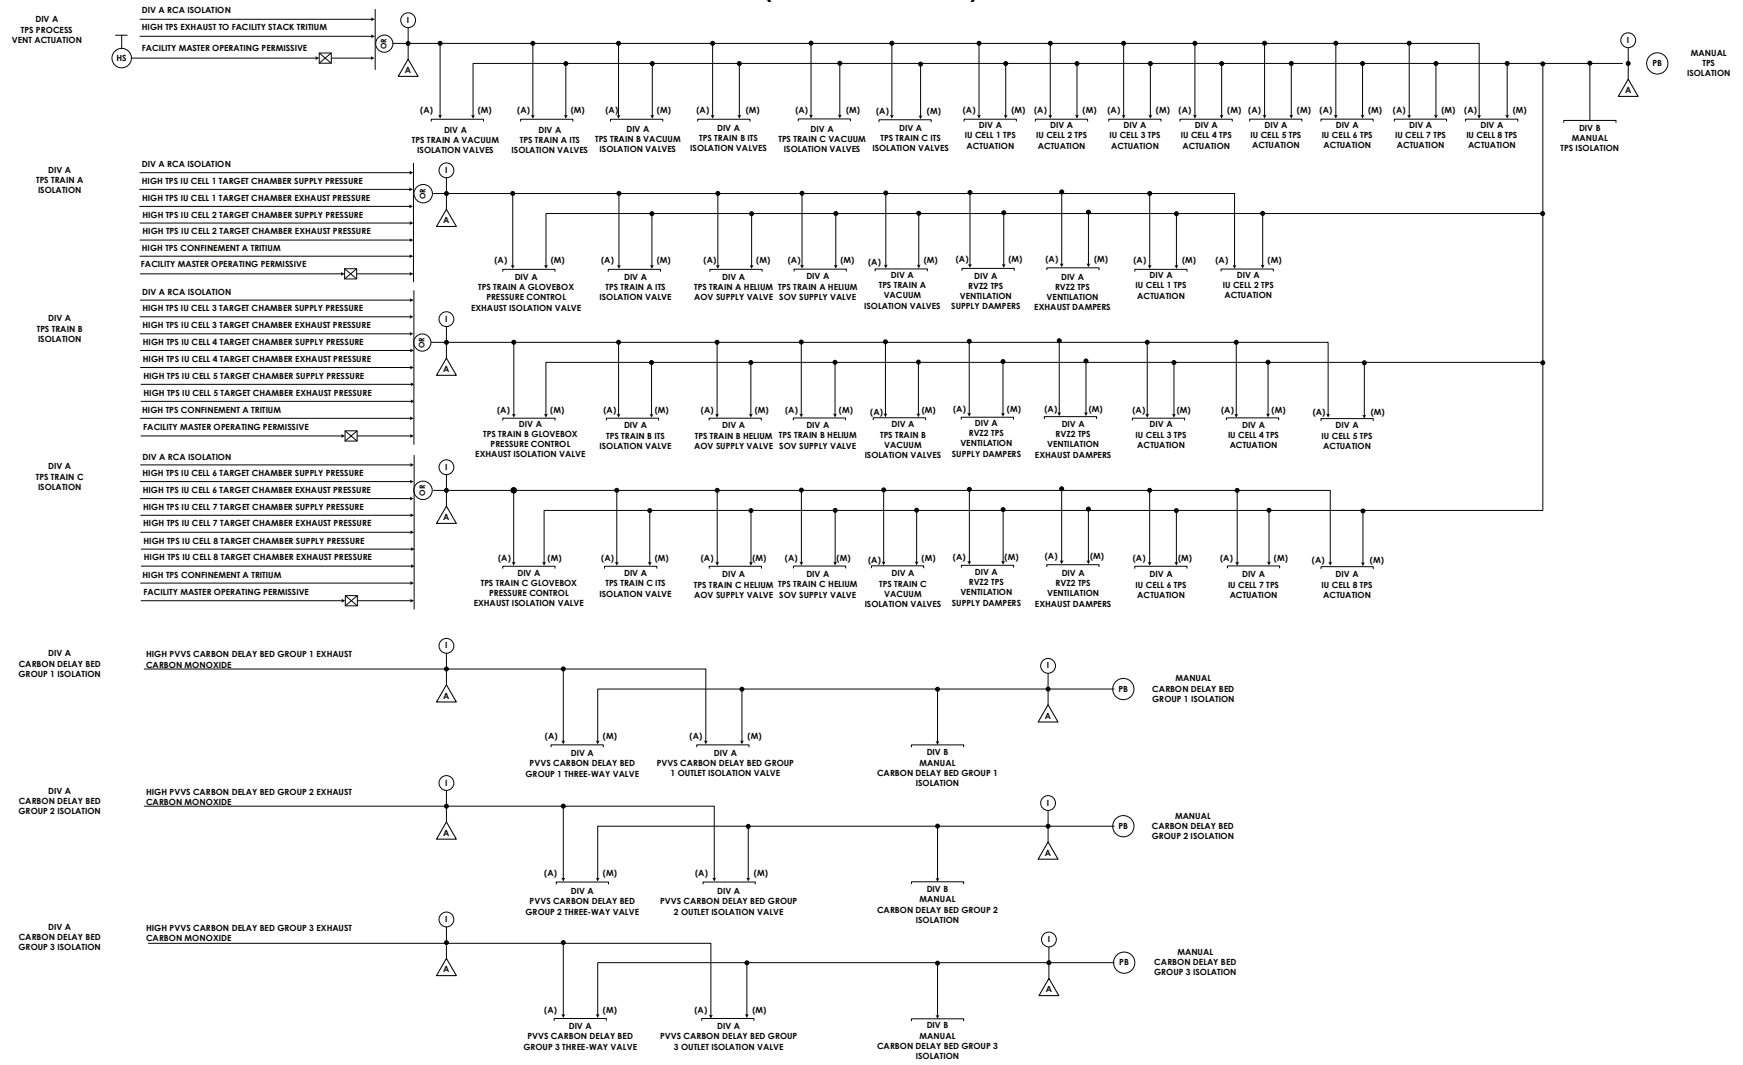 DIV A
TPS PROCESS
VENT ACTUATION
HS
DIV A RCA ISOLATION
HIGH TPS EXHAUST TO FACILITY STACK TRITIUM
FACILITY MASTER OPERATING PERMISSIVE
OR
I
A
(A) (M)
DIV A
TPS TRAIN A VACUUM
ISOLATION VALVES
(A) (M)
DIV A
TPS TRAIN A ITS
ISOLATION VALVES
(A) (M)
DIV A
TPS TRAIN B VACUUM
ISOLATION VALVES
(A) (M)
DIV A
TPS TRAIN B ITS
ISOLATION VALVES
(A) (M)
DIV A
TPS TRAIN C VACUUM
ISOLATION VALVES
(A) (M)
DIV A
TPS TRAIN C ITS
ISOLATION VALVES
(A) (M)
DIV A
IU CELL 1 TPS
ACTUATION
(A) (M)
DIV A
IU CELL 2 TPS
ACTUATION
(A) (M)
DIV A
IU CELL 3 TPS
ACTUATION
(A) (M)
DIV A
IU CELL 4 TPS
ACTUATION
(A) (M)
DIV A
IU CELL 5 TPS
ACTUATION
(A) (M)
DIV A
IU CELL 6 TPS
ACTUATION
(A) (M)
DIV A
IU CELL 7 TPS
ACTUATION
(A) (M)
DIV A
IU CELL 8 TPS
ACTUATION
DIV B
MANUAL
TPS ISOLATION
I
A
PB
MANUAL
TPS
ISOLATION
DIV A
TPS TRAIN A
ISOLATION
DIV A RCA ISOLATION
HIGH TPS IU CELL 1 TARGET CHAMBER SUPPLY PRESSURE
HIGH TPS IU CELL 1 TARGET CHAMBER EXHAUST PRESSURE
HIGH TPS IU CELL 2 TARGET CHAMBER SUPPLY PRESSURE
HIGH TPS IU CELL 2 TARGET CHAMBER EXHAUST PRESSURE
HIGH TPS CONFINEMENT A TRITIUM
FACILITY MASTER OPERATING PERMISSIVE
OR
I
A
(A) (M)
DIV A
TPS TRAIN A GLOVEBOX
PRESSURE CONTROL
EXHAUST ISOLATION VALVE
(A) (M)
DIV A
TPS TRAIN A ITS
ISOLATION VALVE
(A) (M)
DIV A
TPS TRAIN A HELIUM
AOV SUPPLY VALVE
(A) (M)
DIV A
TPS TRAIN A HELIUM
SOV SUPPLY VALVE
(A) (M)
DIV A
TPS TRAIN A
VACUUM
ISOLATION VALVES
(A) (M)
DIV A
RVZ2 TPS
VENTILATION
SUPPLY DAMPERS
(A) (M)
DIV A
RVZ2 TPS
VENTILATION
EXHAUST DAMPERS
(A) (M)
DIV A
IU CELL 1 TPS
ACTUATION
(A) (M)
DIV A
IU CELL 2 TPS
ACTUATION
DIV A
TPS TRAIN B
ISOLATION
DIV A RCA ISOLATION
HIGH TPS IU CELL 3 TARGET CHAMBER SUPPLY PRESSURE
HIGH TPS IU CELL 3 TARGET CHAMBER EXHAUST PRESSURE
HIGH TPS IU CELL 4 TARGET CHAMBER SUPPLY PRESSURE
HIGH TPS IU CELL 4 TARGET CHAMBER EXHAUST PRESSURE
HIGH TPS IU CELL 5 TARGET CHAMBER SUPPLY PRESSURE
HIGH TPS IU CELL 5 TARGET CHAMBER EXHAUST PRESSURE
HIGH TPS CONFINEMENT A TRITIUM
FACILITY MASTER OPERATING PERMISSIVE
OR
I
A
(A) (M)
DIV A
TPS TRAIN B GLOVEBOX
PRESSURE CONTROL
EXHAUST ISOLATION VALVE
(A) (M)
DIV A
TPS TRAIN B ITS
ISOLATION VALVE
(A) (M)
DIV A
TPS TRAIN B HELIUM
AOV SUPPLY VALVE
(A) (M)
DIV A
TPS TRAIN B HELIUM
SOV SUPPLY VALVE
(A) (M)
DIV A
TPS TRAIN B
VACUUM
ISOLATION VALVES
(A) (M)
DIV A
RVZ2 TPS
VENTILATION
SUPPLY DAMPERS
(A) (M)
DIV A
RVZ2 TPS
VENTILATION
EXHAUST DAMPERS
(A) (M)
DIV A
IU CELL 3 TPS
ACTUATION
(A) (M)
DIV A
IU CELL 4 TPS
ACTUATION
(A) (M)
DIV A
IU CELL 5 TPS
ACTUATION
DIV A
TPS TRAIN C
ISOLATION
DIV A RCA ISOLATION
HIGH TPS IU CELL 6 TARGET CHAMBER SUPPLY PRESSURE
HIGH TPS IU CELL 6 TARGET CHAMBER EXHAUST PRESSURE
HIGH TPS IU CELL 7 TARGET CHAMBER SUPPLY PRESSURE
HIGH TPS IU CELL 7 TARGET CHAMBER EXHAUST PRESSURE
HIGH TPS IU CELL 8 TARGET CHAMBER SUPPLY PRESSURE
HIGH TPS IU CELL 8 TARGET CHAMBER EXHAUST PRESSURE
HIGH TPS CONFINEMENT A TRITIUM
FACILITY MASTER OPERATING PERMISSIVE
OR
I
A
(A) (M)
DIV A
TPS TRAIN C GLOVEBOX
PRESSURE CONTROL
EXHAUST ISOLATION VALVE
(A) (M)
DIV A
TPS TRAIN C ITS
ISOLATION VALVE
(A) (M)
DIV A
TPS TRAIN C HELIUM
AOV SUPPLY VALVE
(A) (M)
DIV A
TPS TRAIN C HELIUM
SOV SUPPLY VALVE
(A) (M)
DIV A
TPS TRAIN C
VACUUM
ISOLATION VALVES
(A) (M)
DIV A
RVZ2 TPS
VENTILATION
SUPPLY DAMPERS
(A) (M)
DIV A
RVZ2 TPS
VENTILATION
EXHAUST DAMPERS
(A) (M)
DIV A
IU CELL 6 TPS
ACTUATION
(A) (M)
DIV A
IU CELL 7 TPS
ACTUATION
(A) (M)
DIV A
IU CELL 8 TPS
ACTUATION
DIV A
CARBON DELAY BED
GROUP 1 ISOLATION
HIGH PVVS CARBON DELAY BED GROUP 1 EXHAUST
CARBON MONOXIDE
I
A
(A) (M)
DIV A
PVVS CARBON DELAY BED
GROUP 1 THREE-WAY VALVE
(A) (M)
DIV A
PVVS CARBON DELAY BED GROUP
1 OUTLET ISOLATION VALVE
DIV B
MANUAL
CARBON DELAY BED GROUP 1
ISOLATION
I
A
PB
MANUAL
CARBON DELAY BED
GROUP 1 ISOLATION
DIV A
CARBON DELAY BED
GROUP 2 ISOLATION
HIGH PVVS CARBON DELAY BED GROUP 2 EXHAUST
CARBON MONOXIDE
I
A
(A) (M)
DIV A
PVVS CARBON DELAY BED
GROUP 2 THREE-WAY VALVE
(A) (M)
DIV A
PVVS CARBON DELAY BED GROUP
2 OUTLET ISOLATION VALVE
DIV B
MANUAL
CARBON DELAY BED GROUP 2
ISOLATION
I
A
PB
MANUAL
CARBON DELAY BED
GROUP 2 ISOLATION
DIV A
CARBON DELAY BED
GROUP 3 ISOLATION
HIGH PVVS CARBON DELAY BED GROUP 3 EXHAUST
CARBON MONOXIDE
I
A
(A) (M)
DIV A
PVVS CARBON DELAY BED
GROUP 3 THREE-WAY VALVE
(A) (M)
DIV A
PVVS CARBON DELAY BED GROUP
3 OUTLET ISOLATION VALVE
DIV B
MANUAL
CARBON DELAY BED GROUP 3
ISOLATION
I
A
PB
MANUAL
CARBON DELAY BED
GROUP 3 ISOLATION